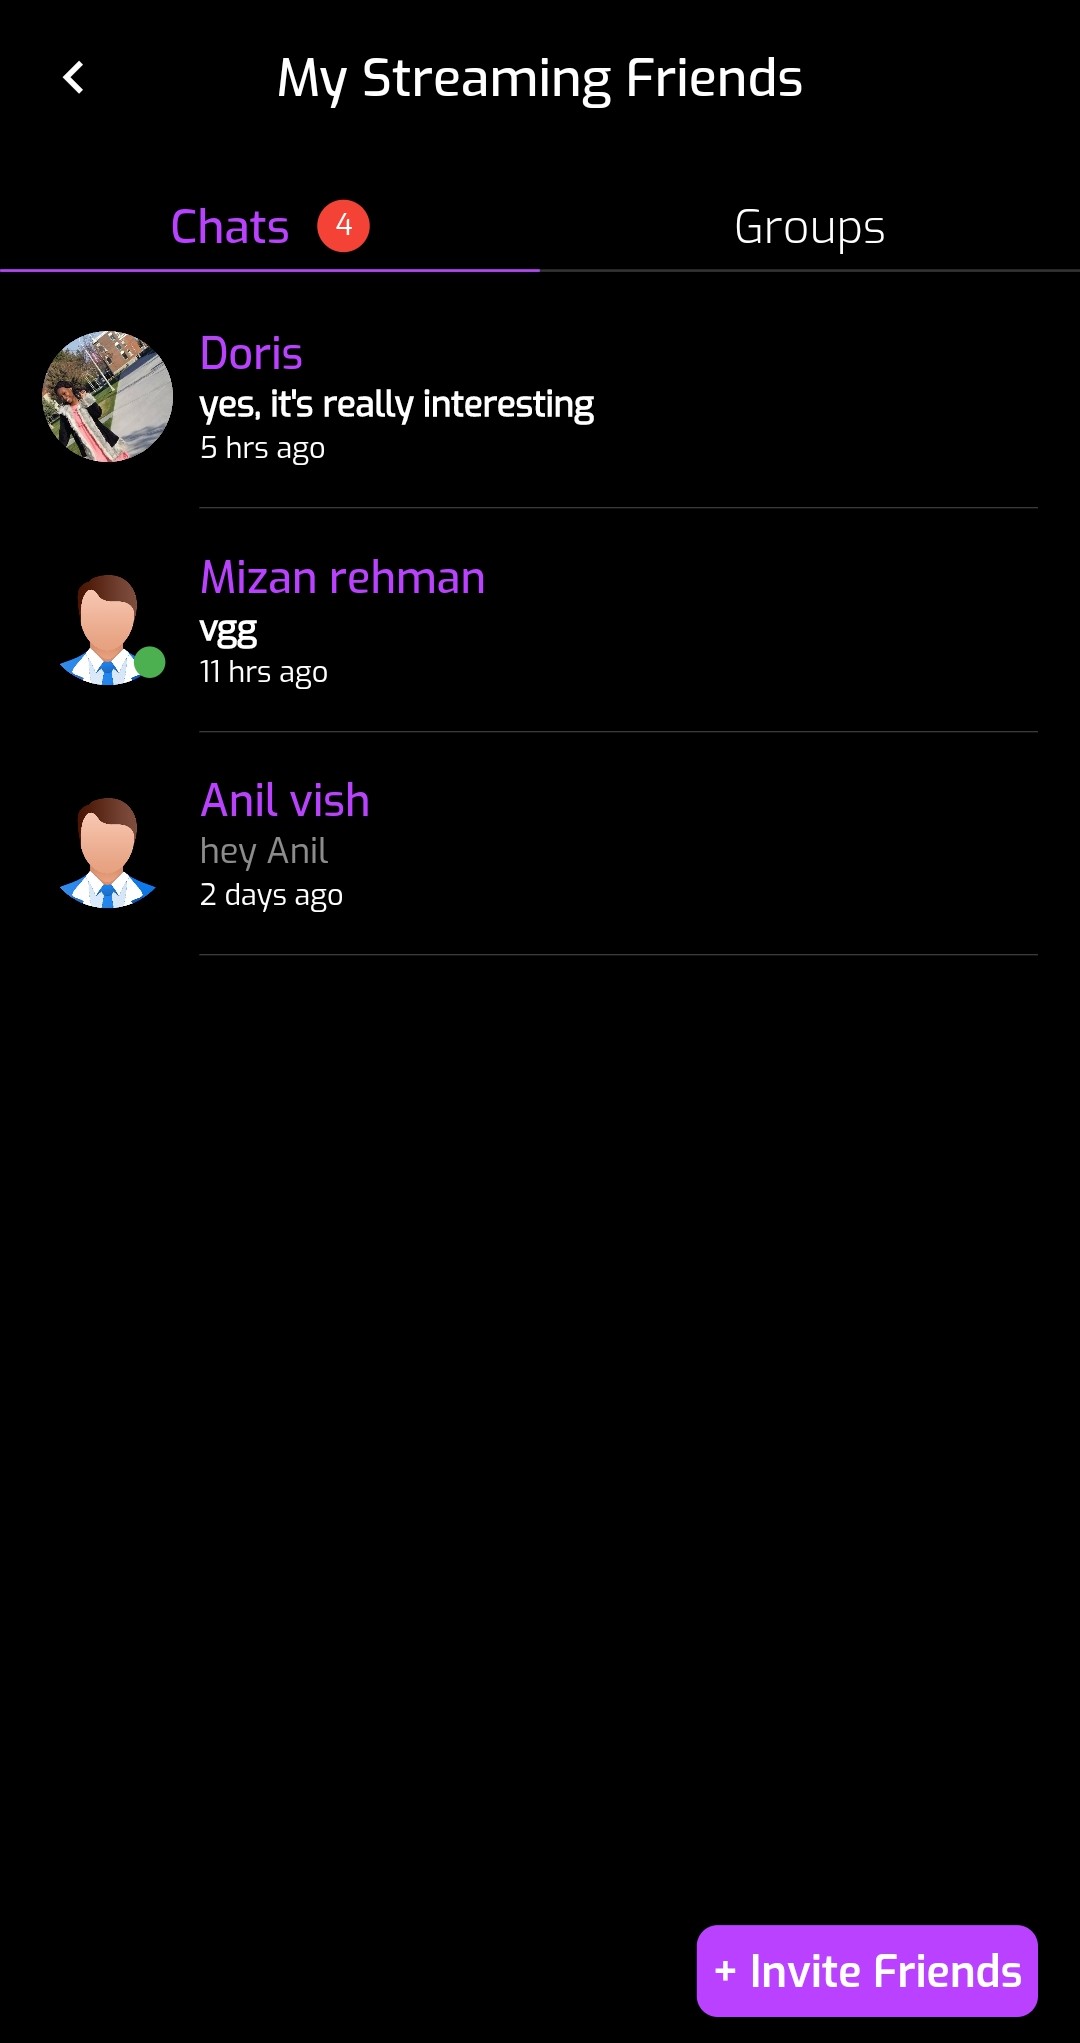 My Streaming Friends
Chats 4 Groups
Doris
yes, it's really interesting
5 hrs ago
Mizan rehman
vgg
11 hrs ago
Anil vish
hey Anil
2 days ago
+ Invite Friends